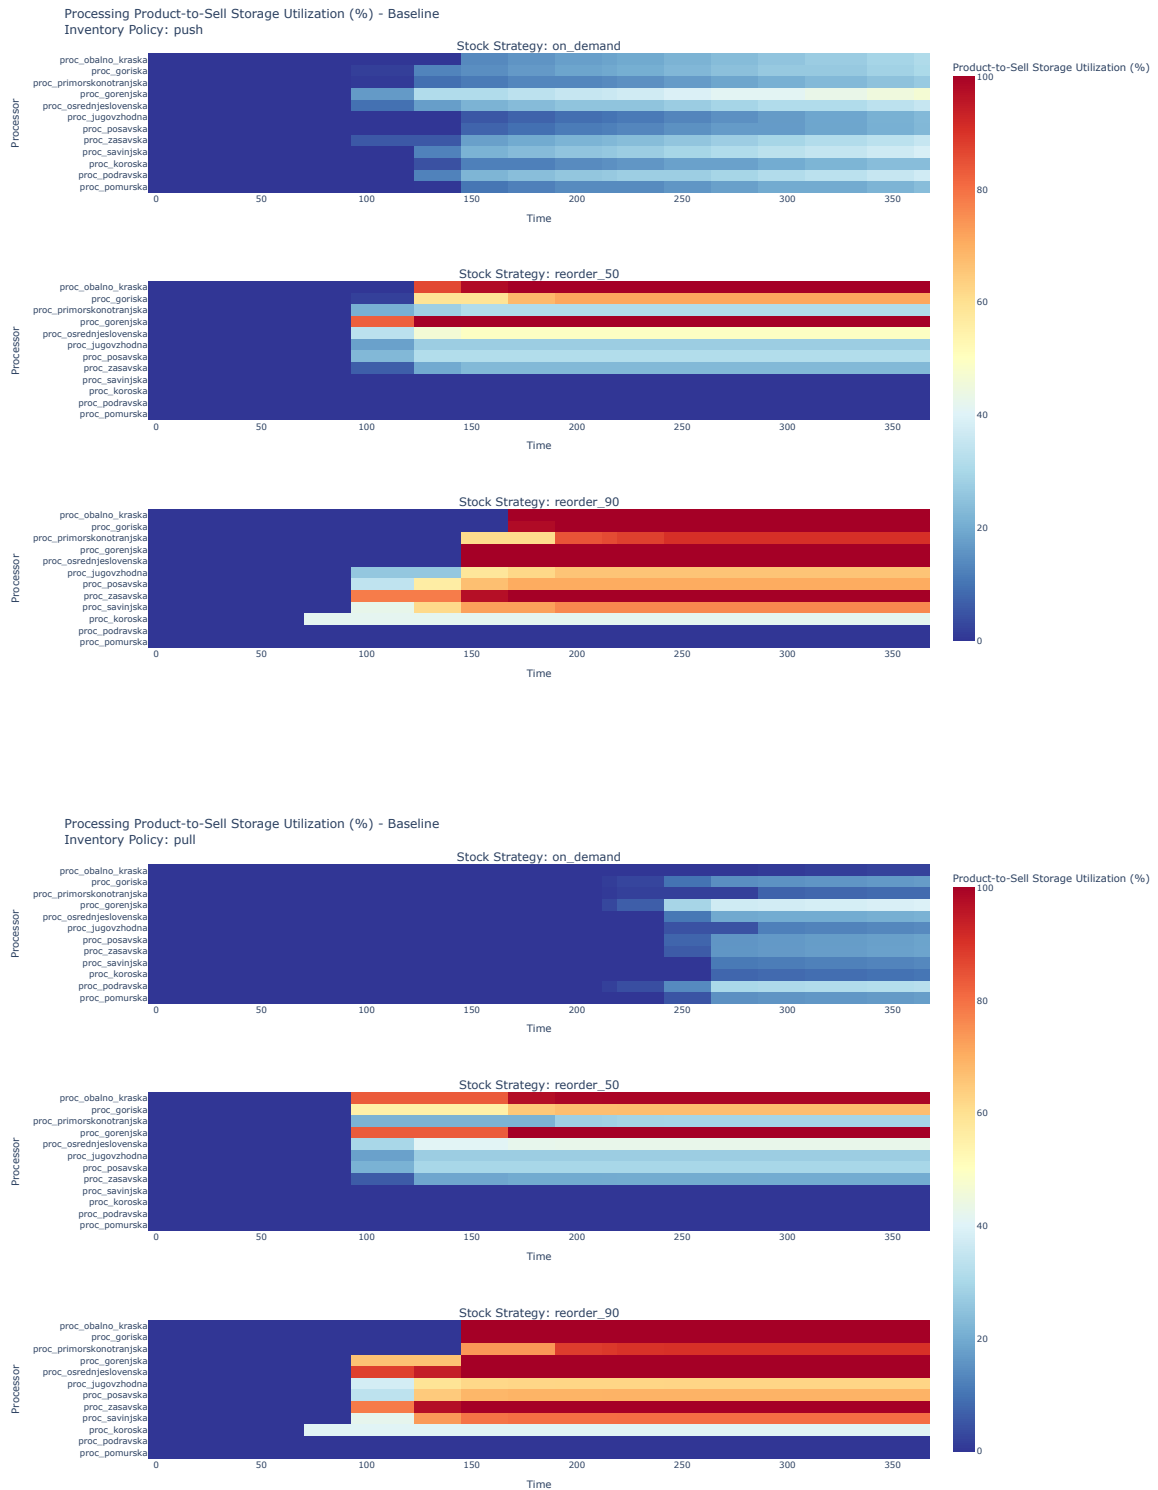 Processing Product-to-Sell Storage Utilization (%) - Baseline
Inventory Policy: push
Stock Strategy: on_demand
Product-to-Sell Storage Utilization (%)
100
80
60
40
20
0
Processor
proc_obalno_kraska
proc_goriska
proc_primorskonotranjska
proc_gorenjska
proc_osrednjeslovenska
proc_jugovzhodna
proc_posavska
proc_zasavska
proc_savinjska
proc_koroska
proc_podravska
proc_pomurska
0 50 100 150 200 250 300 350
Time
Stock Strategy: reorder_50
Processor
proc_obalno_kraska
proc_goriska
proc_primorskonotranjska
proc_gorenjska
proc_osrednjeslovenska
proc_jugovzhodna
proc_posavska
proc_zasavska
proc_savinjska
proc_koroska
proc_podravska
proc_pomurska
0 50 100 150 200 250 300 350
Time
Stock Strategy: reorder_90
Processor
proc_obalno_kraska
proc_goriska
proc_primorskonotranjska
proc_gorenjska
proc_osrednjeslovenska
proc_jugovzhodna
proc_posavska
proc_zasavska
proc_savinjska
proc_koroska
proc_podravska
proc_pomurska
0 50 100 150 200 250 300 350
Time
Processing Product-to-Sell Storage Utilization (%) - Baseline
Inventory Policy: pull
Stock Strategy: on_demand
Product-to-Sell Storage Utilization (%)
100
80
60
40
20
0
Processor
proc_obalno_kraska
proc_goriska
proc_primorskonotranjska
proc_gorenjska
proc_osrednjeslovenska
proc_jugovzhodna
proc_posavska
proc_zasavska
proc_savinjska
proc_koroska
proc_podravska
proc_pomurska
0 50 100 150 200 250 300 350
Time
Stock Strategy: reorder_50
Processor
proc_obalno_kraska
proc_goriska
proc_primorskonotranjska
proc_gorenjska
proc_osrednjeslovenska
proc_jugovzhodna
proc_posavska
proc_zasavska
proc_savinjska
proc_koroska
proc_podravska
proc_pomurska
0 50 100 150 200 250 300 350
Time
Stock Strategy: reorder_90
Processor
proc_obalno_kraska
proc_goriska
proc_primorskonotranjska
proc_gorenjska
proc_osrednjeslovenska
proc_jugovzhodna
proc_posavska
proc_zasavska
proc_savinjska
proc_koroska
proc_podravska
proc_pomurska
0 50 100 150 200 250 300 350
Time